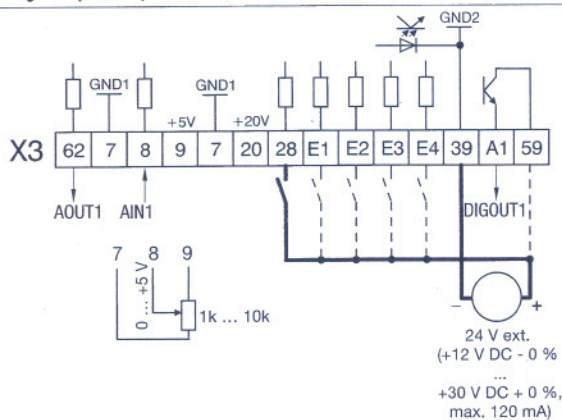 GND2
GND1
GND1
+5V
+20V
X3 62 7 8 9 7 20 28 E1 E2 E3 E4 39 A1 59
AOUT1
AIN1
DIGOUT1
7 8 9
0 ... +5 V
1k ... 10k
− +
24 V ext.
(+12 V DC - 0 %
...
+30 V DC + 0 %,
max. 120 mA)